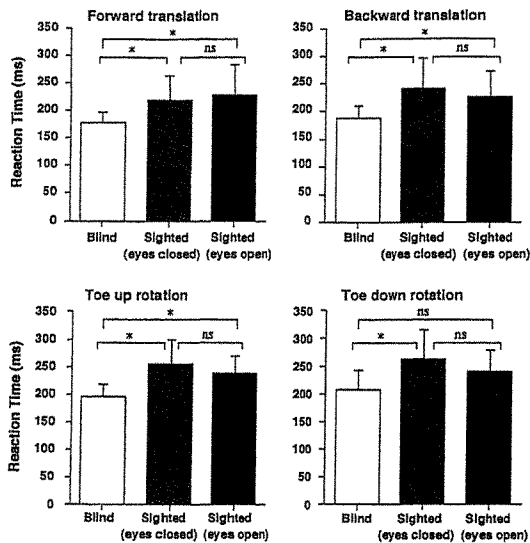 Forward translation
*
*
ns
Reaction Time (ms)
350
300
250
200
150
100
50
0
Blind
Sighted
(eyes closed)
Sighted
(eyes open)
Backward translation
*
*
ns
350
300
250
200
150
100
50
0
Blind
Sighted
(eyes closed)
Sighted
(eyes open)
Toe up rotation
*
*
ns
Reaction Time (ms)
350
300
250
200
150
100
50
0
Blind
Sighted
(eyes closed)
Sighted
(eyes open)
Toe down rotation
ns
*
ns
350
300
250
200
150
100
50
0
Blind
Sighted
(eyes closed)
Sighted
(eyes open)